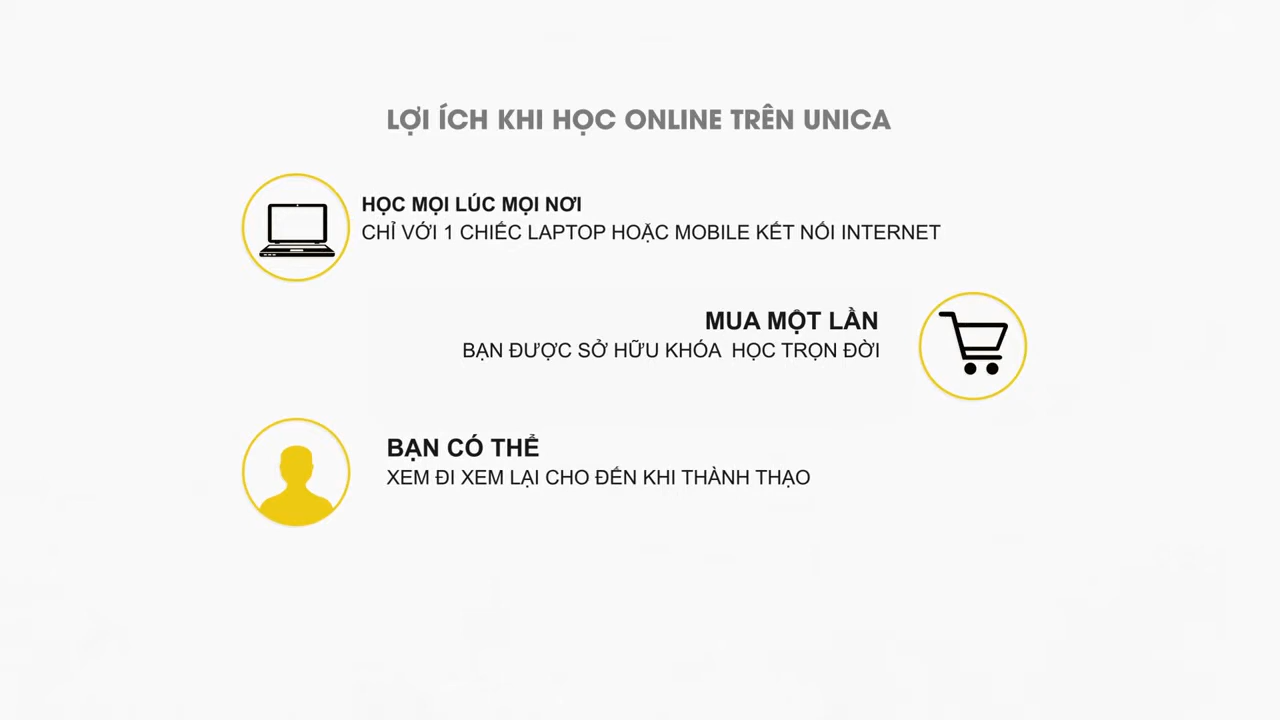 LỢI ÍCH KHI HỌC ONLINE TRÊN UNICA
HỌC MỌI LÚC MỌI NƠI
CHỈ VỚI 1 CHIẾC LAPTOP HOẶC MOBILE KẾT NỐI INTERNET
MUA MỘT LẦN
BẠN ĐƯỢC SỞ HỮU KHÓA HỌC TRỌN ĐỜI
BẠN CÓ THỂ
XEM ĐI XEM LẠI CHO ĐẾN KHI THÀNH THẠO